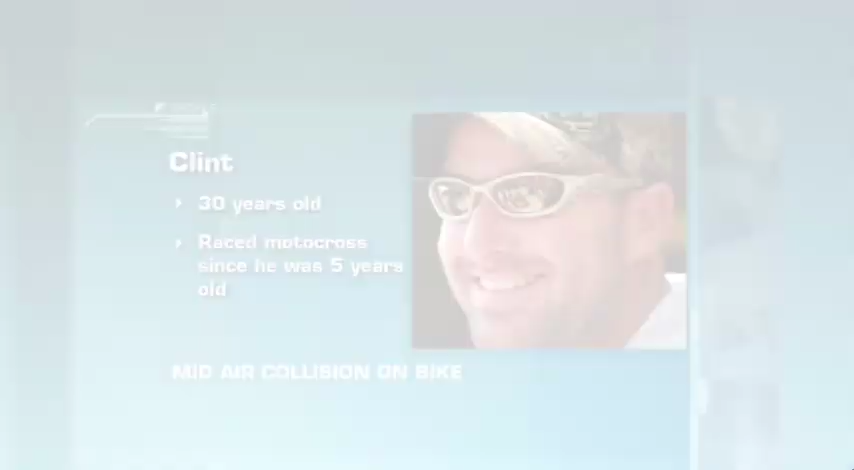 Clint
30 years old
Raced motocross
since he was 5 years
old
MID AIR COLLISION ON BIKE